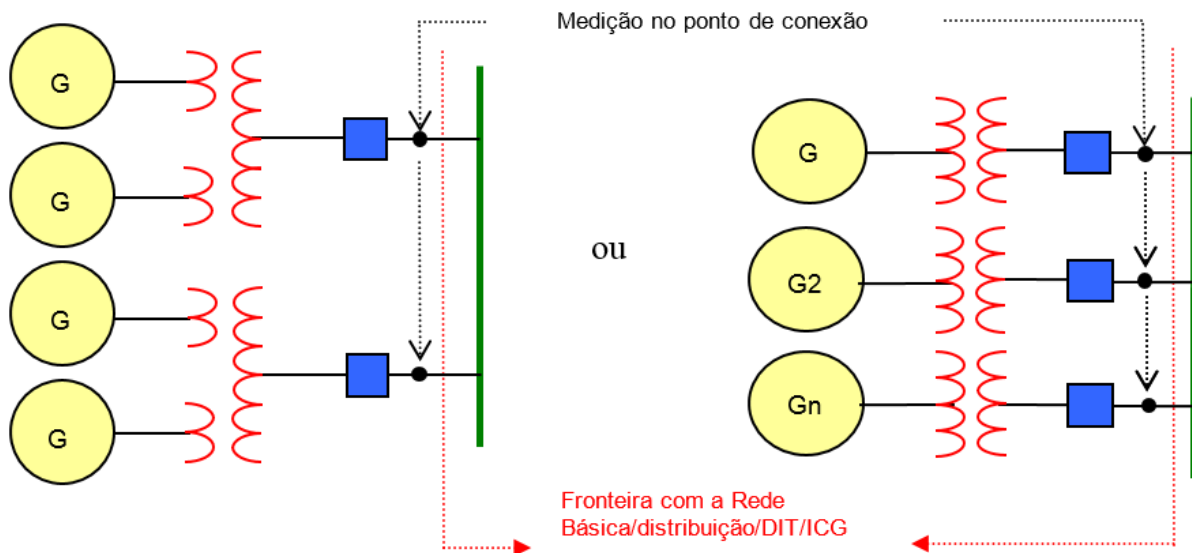 Medição no ponto de conexão
G
G
G
G
ou
G
G2
Gn
Fronteira com a Rede
Básica/distribuição/DIT/ICG